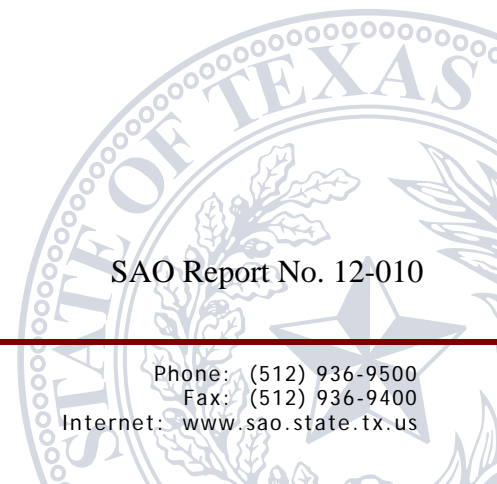 STATE OF TEXAS
SAO Report No. 12-010
Phone: (512) 936-9500
Fax: (512) 936-9400
Internet: www.sao.state.tx.us